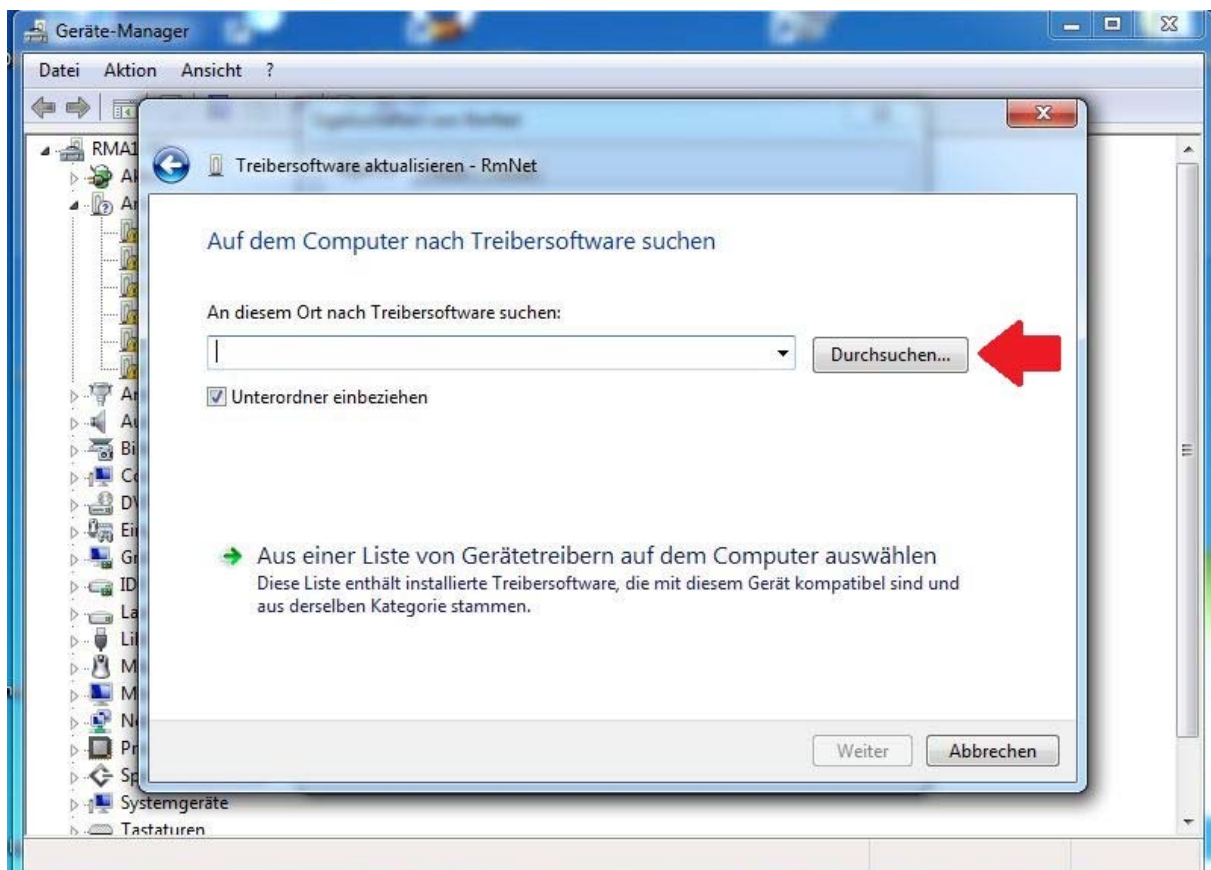 Geräte-Manager
Datei Aktion Ansicht ?
Treibersoftware aktualisieren - RmNet
Auf dem Computer nach Treibersoftware suchen
An diesem Ort nach Treibersoftware suchen:
Durchsuchen...
Unterordner einbeziehen
Aus einer Liste von Gerätetreibern auf dem Computer auswählen
Diese Liste enthält installierte Treibersoftware, die mit diesem Gerät kompatibel sind und
aus derselben Kategorie stammen.
Weiter Abbrechen
RMA1
Systemgeräte
Tastaturen